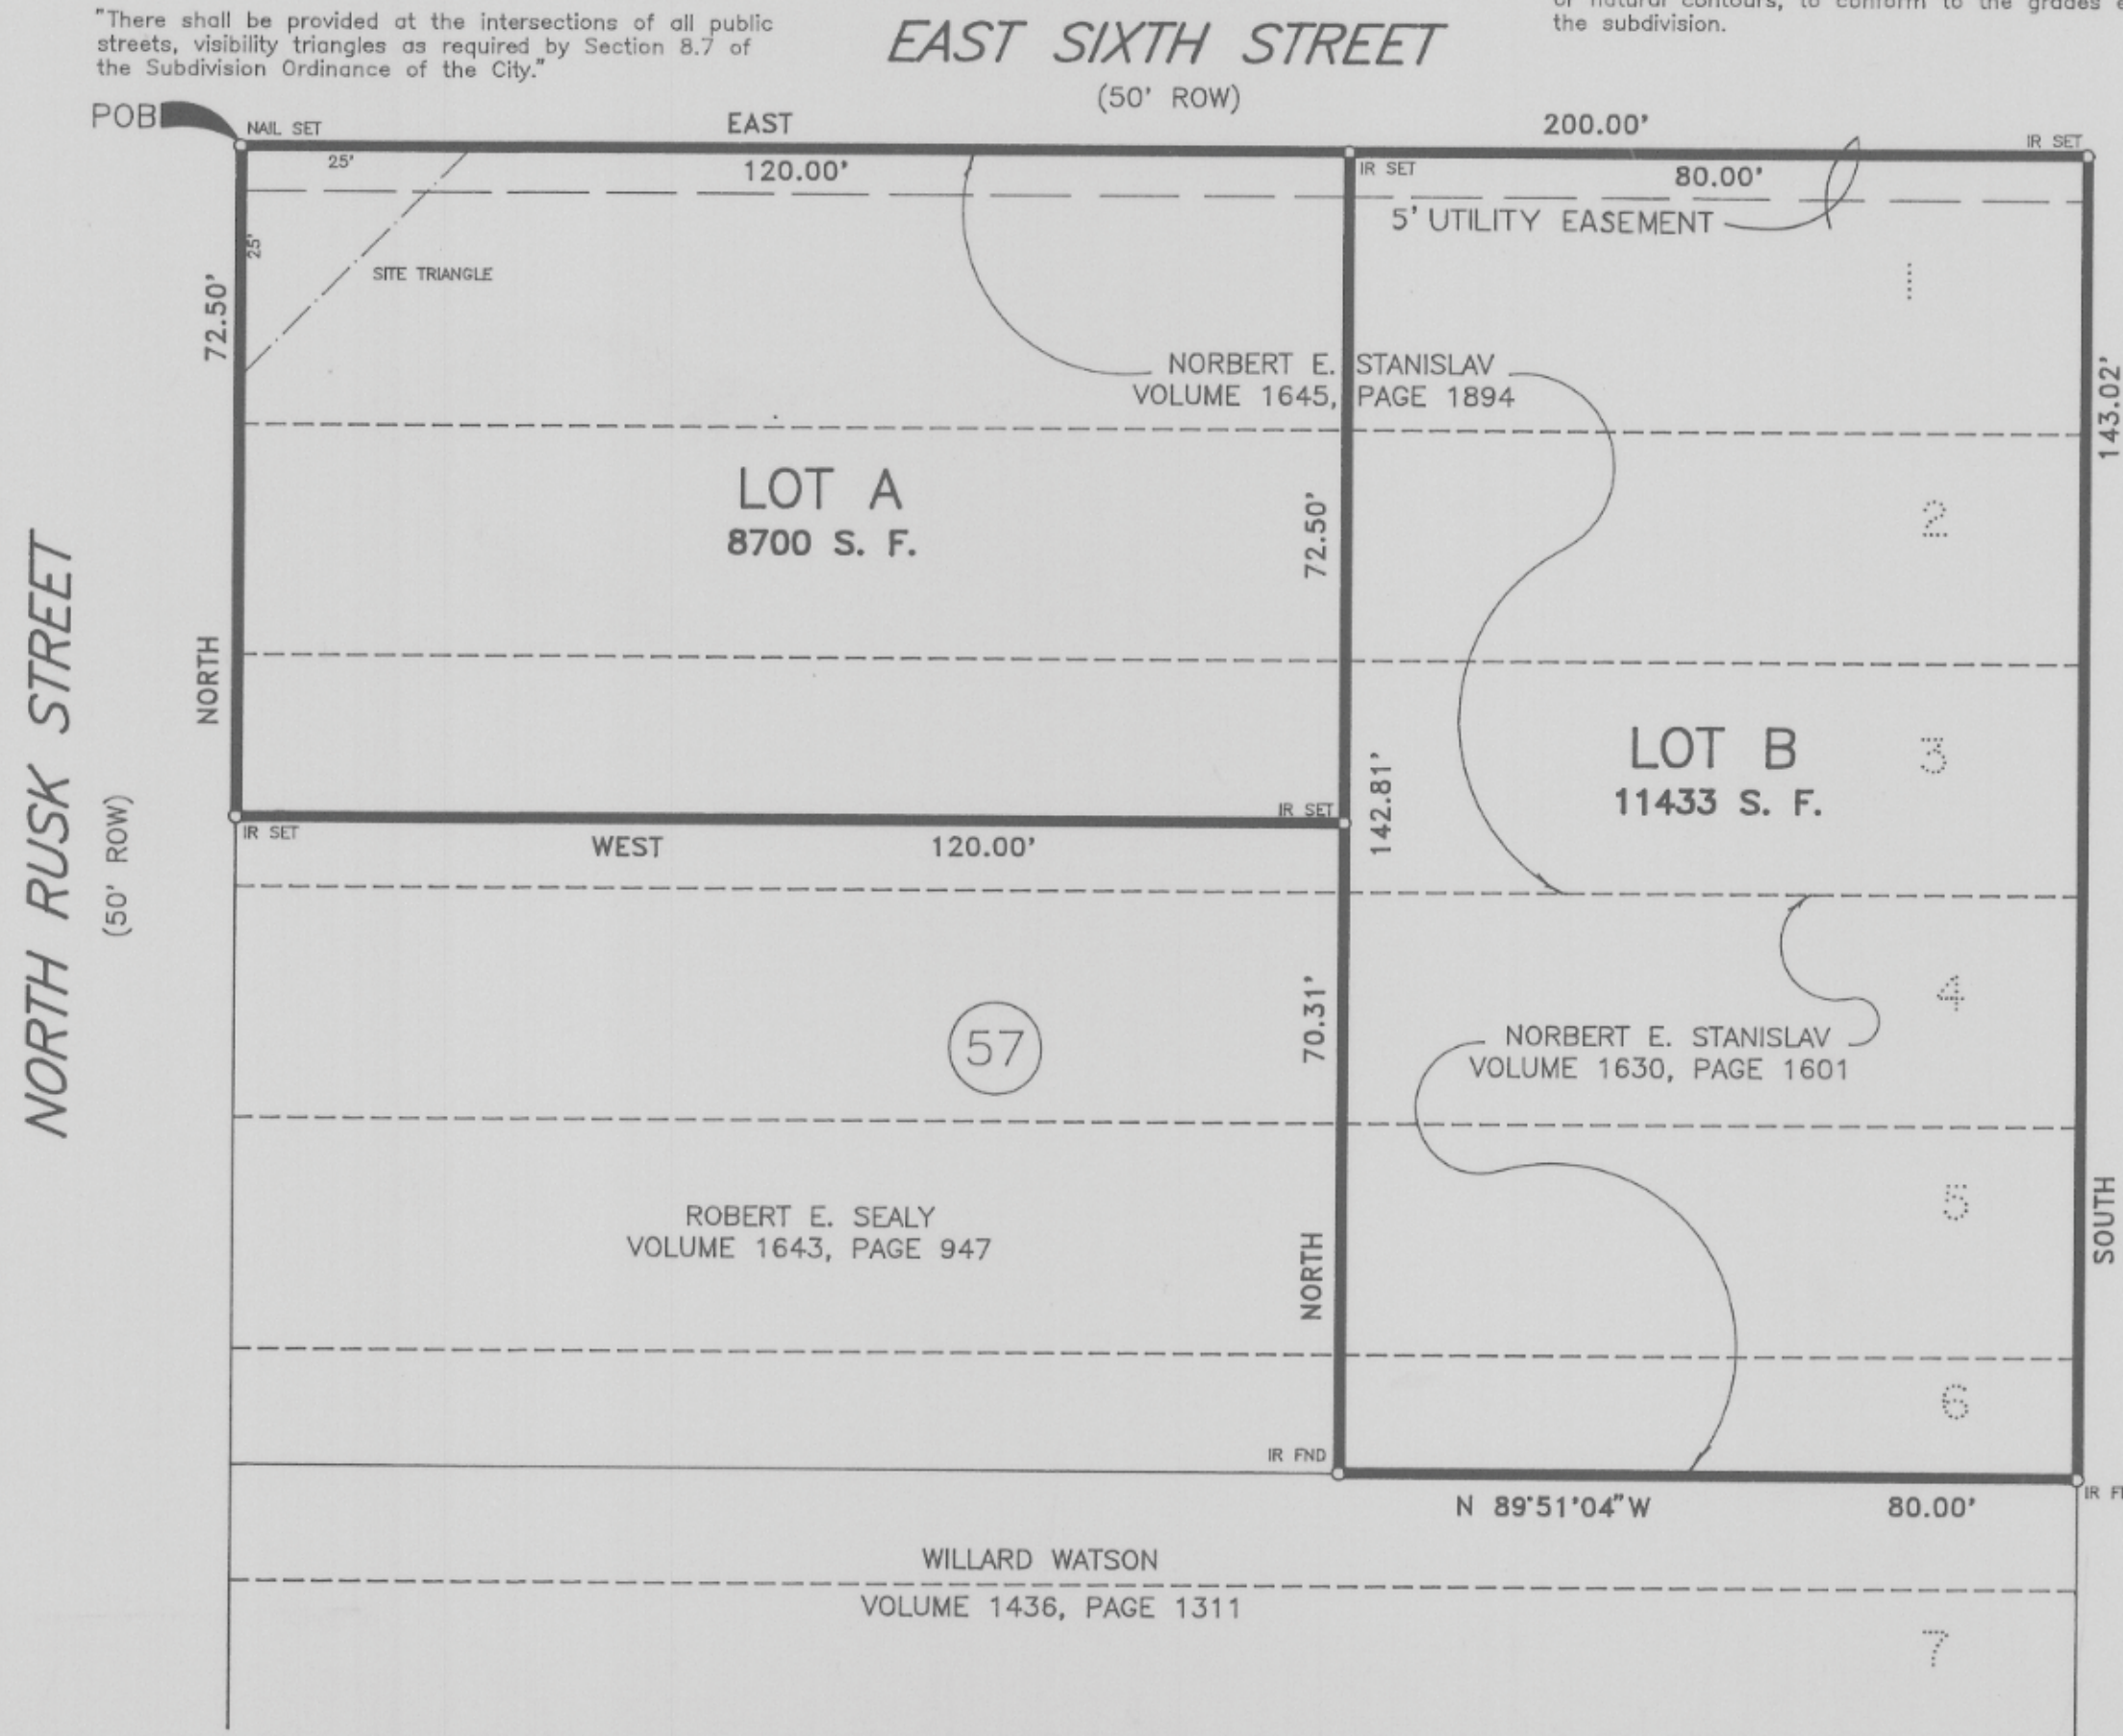 "There shall be provided at the intersections of all public
streets, visibility triangles as required by Section 8.7 of
the Subdivision Ordinance of the City."
the subdivision.
EAST SIXTH STREET
(50' ROW)
POB
NAIL SET
EAST
200.00'
IR SET
25'
120.00'
IR SET
80.00'
5' UTILITY EASEMENT
25'
SITE TRIANGLE
1
72.50'
NORBERT E. STANISLAV
VOLUME 1645, PAGE 1894
143.02'
LOT A
8700 S. F.
72.50'
2
NORTH RUSK STREET
(50' ROW)
NORTH
LOT B
11433 S. F.
3
142.81'
IR SET
IR SET
WEST
120.00'
57
70.31'
4
NORBERT E. STANISLAV
VOLUME 1630, PAGE 1601
ROBERT E. SEALY
VOLUME 1643, PAGE 947
5
NORTH
SOUTH
6
IR FND
N 89°51'04"W
80.00'
IR
WILLARD WATSON
VOLUME 1436, PAGE 1311
7